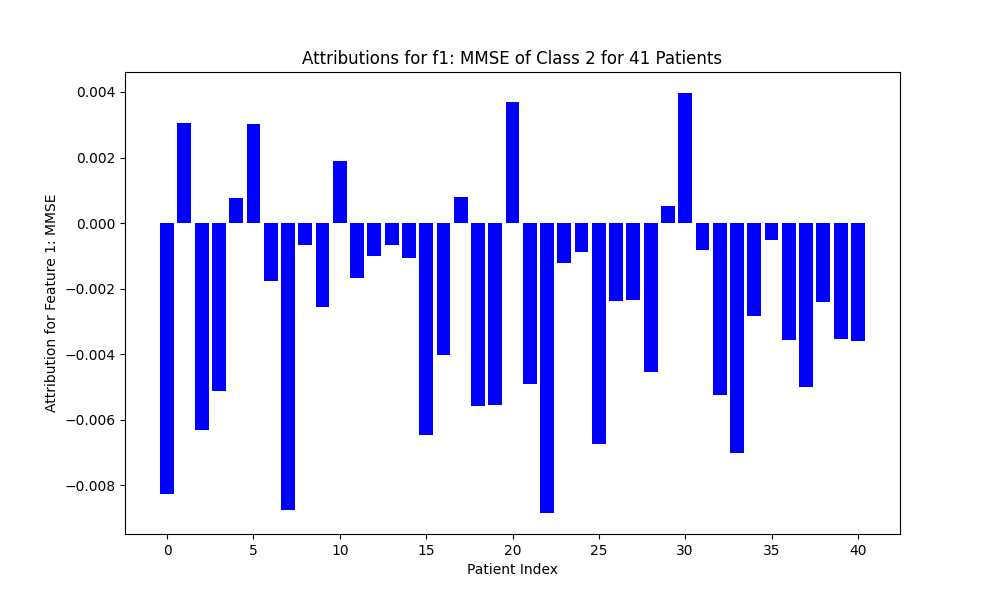 Attributions for f1: MMSE of Class 2 for 41 Patients
Attribution for Feature 1: MMSE
0.004
0.002
0.000
−0.002
−0.004
−0.006
−0.008
0 5 10 15 20 25 30 35 40
Patient Index